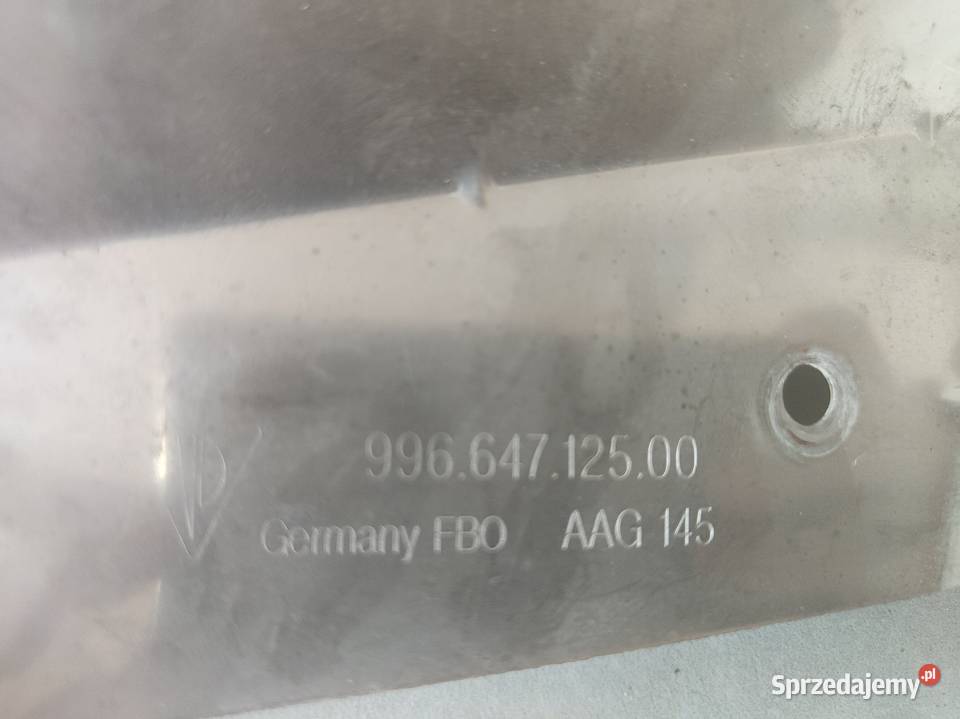 996.647.125.00
Germany FBO AAG 145
Sprzedajemy.pl